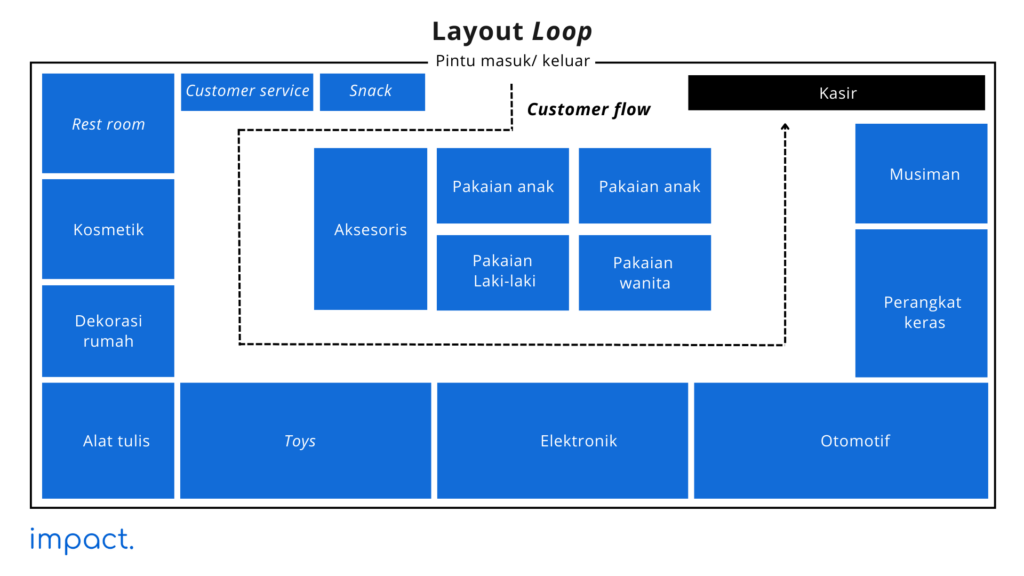 Layout Loop
Pintu masuk/ keluar
Customer service
Snack
Kasir
Customer flow
Rest room
Musiman
Pakaian anak
Pakaian anak
Kosmetik
Aksesoris
Pakaian
Laki-laki
Pakaian
wanita
Perangkat
keras
Dekorasi
rumah
Alat tulis
Toys
Elektronik
Otomotif
impact.